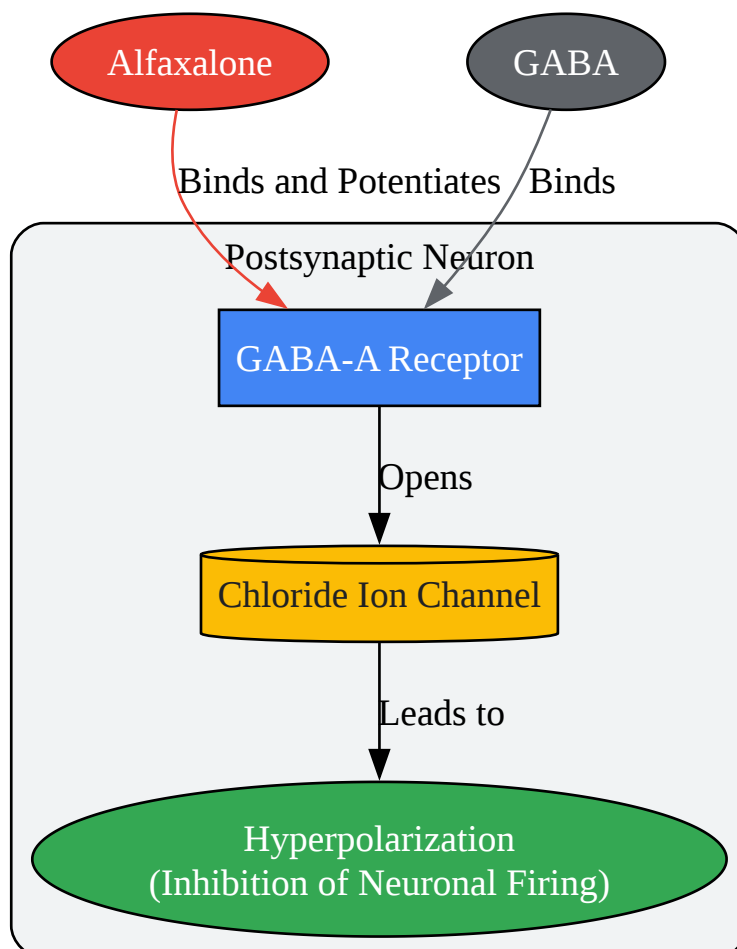 Alfaxalone
GABA
Binds and Potentiates
Binds
Postsynaptic Neuron
GABA-A Receptor
Opens
Chloride Ion Channel
Leads to
Hyperpolarization
(Inhibition of Neuronal Firing)